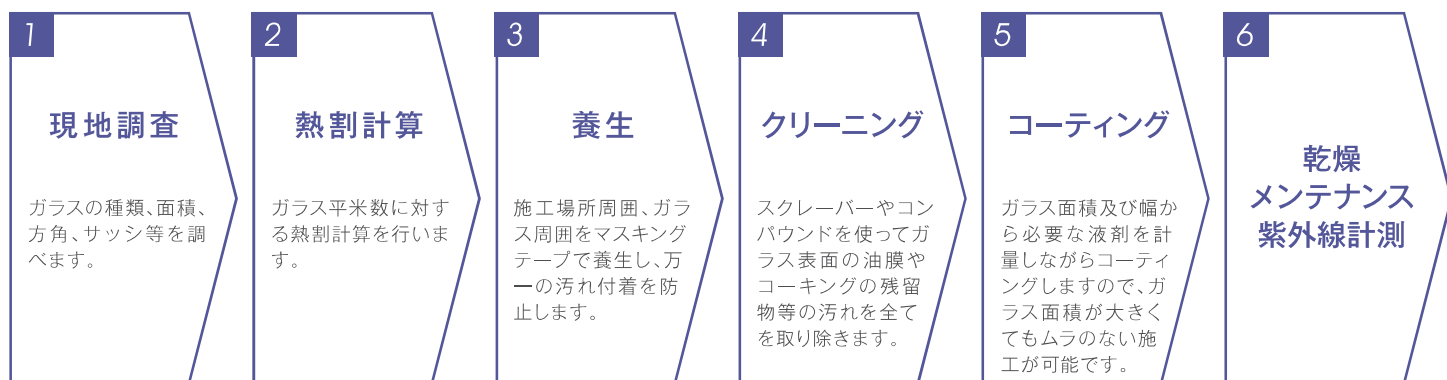 1
現地調査
ガラスの種類、面積、
方角、サッシ等を調
べます。
2
熱割計算
ガラス平米数に対す
る熱割計算を行いま
す。
3
養生
施工場所周囲、ガラ
ス周囲をマスキング
テープで養生し、万
一の汚れ付着を防
止します。
4
クリーニング
スクレーバーやコン
パウンドを使ってガ
ラス表面の油膜や
コーキングの残留
物等の汚れを全て
を取り除きます。
5
コーティング
ガラス面積及び幅か
ら必要な液剤を計
量しながらコーティ
ングしますので、ガ
ラス面積が大きく
てもムラのない施
工が可能です。
6
乾燥
メンテナンス
紫外線計測